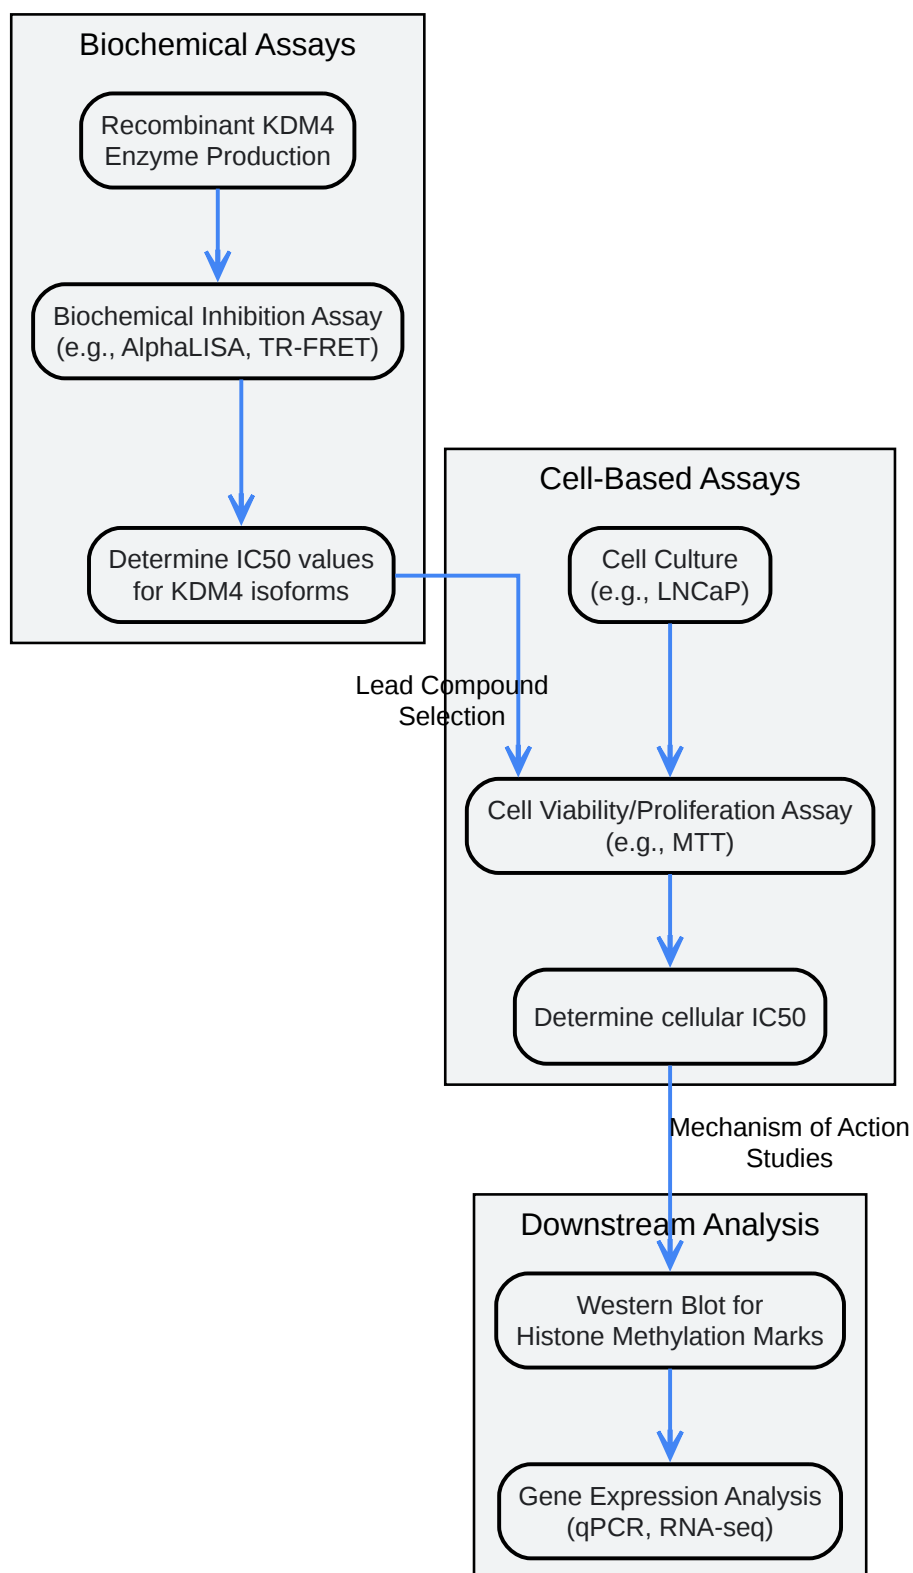 Biochemical Assays
Recombinant KDM4
Enzyme Production
Biochemical Inhibition Assay
(e.g., AlphaLISA, TR-FRET)
Determine IC50 values
for KDM4 isoforms
Lead Compound
Selection
Cell-Based Assays
Cell Culture
(e.g., LNCaP)
Cell Viability/Proliferation Assay
(e.g., MTT)
Determine cellular IC50
Mechanism of Action
Studies
Downstream Analysis
Western Blot for
Histone Methylation Marks
Gene Expression Analysis
(qPCR, RNA-seq)